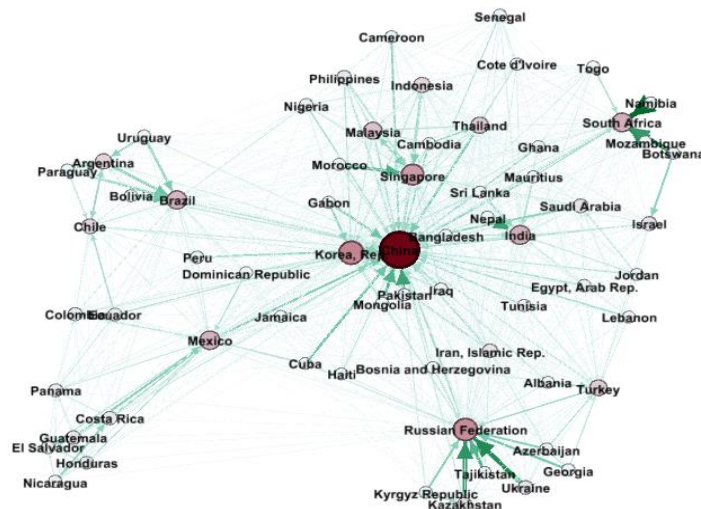 Senegal
Cameroon
Cote d'Ivoire
Togo
Philippines
Indonesia
Namibia
Nigeria
South Africa
Malaysia
Thailand
Uruguay
Cambodia
Ghana
Mozambique
Botswana
Argentina
Morocco
Paraguay
Singapore
Mauritius
Bolivia
Brazil
Sri Lanka
Gabon
Saudi Arabia
Nepal
Chile
Israel
Bangladesh
India
Korea, Rep.
China
Peru
Dominican Republic
Jordan
Egypt, Arab Rep.
Iraq
Pakistan
Mongolia
Tunisia
Colombia
Ecuador
Jamaica
Lebanon
Mexico
Iran, Islamic Rep.
Cuba
Bosnia and Herzegovina
Haiti
Albania
Panama
Turkey
Costa Rica
Russian Federation
Guatemala
El Salvador
Azerbaijan
Honduras
Georgia
Tajikistan
Nicaragua
Ukraine
Kyrgyz Republic
Kazakhstan